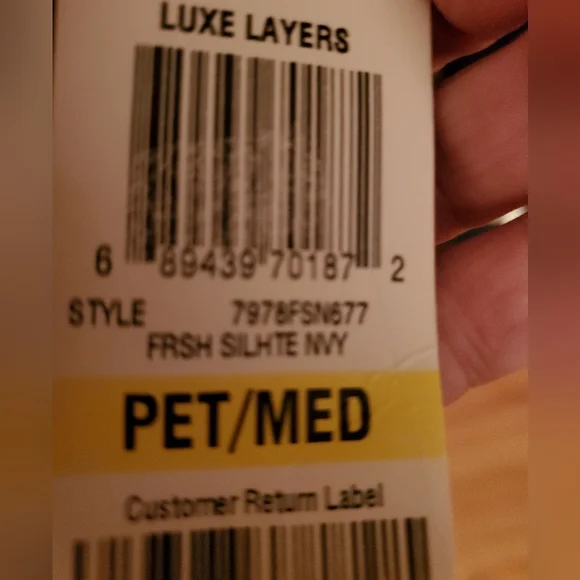 LUXE LAYERS
6 89439 70187 2
STYLE 7978FSN677
FRSH SILHTE NVY
PET/MED
Customer Return Label